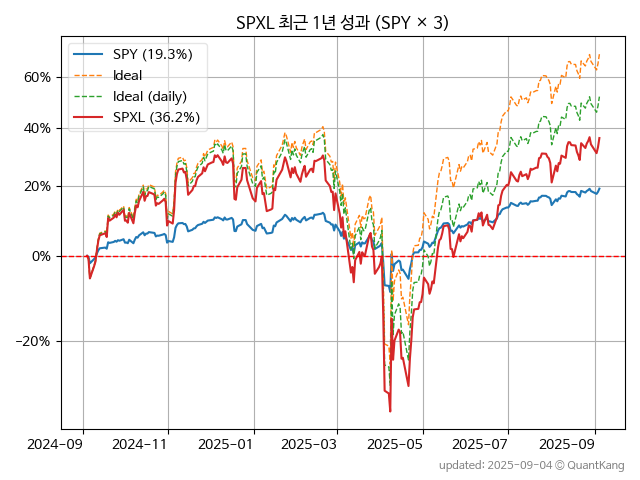 SPXL 최근 1년 성과 (SPY × 3)
SPY (19.3%)
Ideal
Ideal (daily)
SPXL (36.2%)
60%
40%
20%
0%
−20%
2024−09
2024−11
2025−01
2025−03
2025−05
2025−07
2025−09
updated: 2025−09−04 © QuantKang